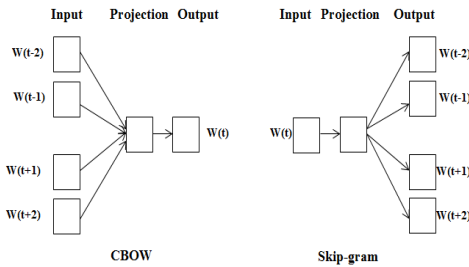 Input Projection Output
W(t-2)
W(t-1)
W(t)
W(t+1)
W(t+2)
CBOW
Input Projection Output
W(t-2)
W(t-1)
W(t)
W(t+1)
W(t+2)
Skip-gram